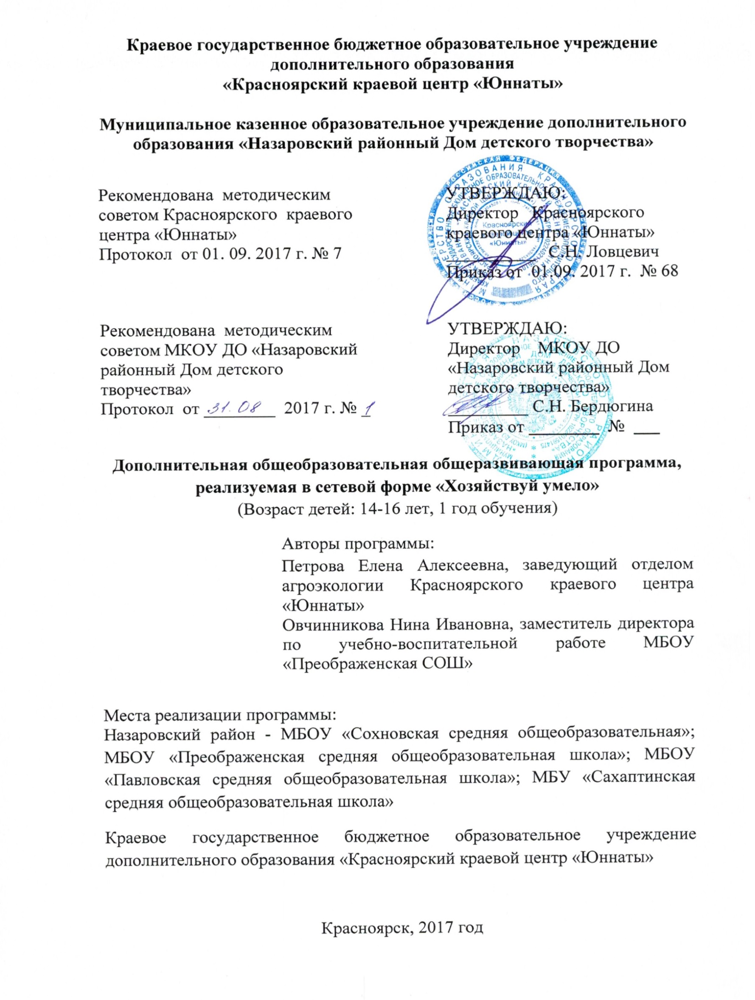 Краевое государственное бюджетное образовательное учреждение
дополнительного образования
«Красноярский краевой центр «Юннаты»
Муниципальное казенное образовательное учреждение дополнительного
образования «Назаровский районный Дом детского творчества»
Рекомендована методическим
советом Красноярского краевого
центра «Юннаты»
Протокол от 01. 09. 2017 г. № 7
УТВЕРЖДАЮ:
Директор Красноярского
краевого центра «Юннаты»
__________ С.Н. Ловцевич
Приказ от 01.09. 2017 г. № 68
Красноярский
краевой центр
«Юннаты»
Рекомендована методическим
советом МКОУ ДО «Назаровский
районный Дом детского
творчества»
Протокол от 31. 08 2017 г. № 1
УТВЕРЖДАЮ:
Директор МКОУ ДО
«Назаровский районный Дом
детского творчества»
_________ С.Н. Бердюгина
Приказ от ________ № ___
Дополнительная общеобразовательная общеразвивающая программа,
реализуемая в сетевой форме «Хозяйствуй умело»
(Возраст детей: 14-16 лет, 1 год обучения)
Авторы программы:
Петрова Елена Алексеевна, заведующий отделом
агроэкологии Красноярского краевого центра
«Юннаты»
Овчинникова Нина Ивановна, заместитель директора
по учебно-воспитательной работе МБОУ
«Преображенская СОШ»
Места реализации программы:
Назаровский район - МБОУ «Сохновская средняя общеобразовательная»;
МБОУ «Преображенская средняя общеобразовательная школа»; МБОУ
«Павловская средняя общеобразовательная школа»; МБУ «Сахаптинская
средняя общеобразовательная школа»
Краевое государственное бюджетное образовательное учреждение
дополнительного образования «Красноярский краевой центр «Юннаты»
Красноярск, 2017 год